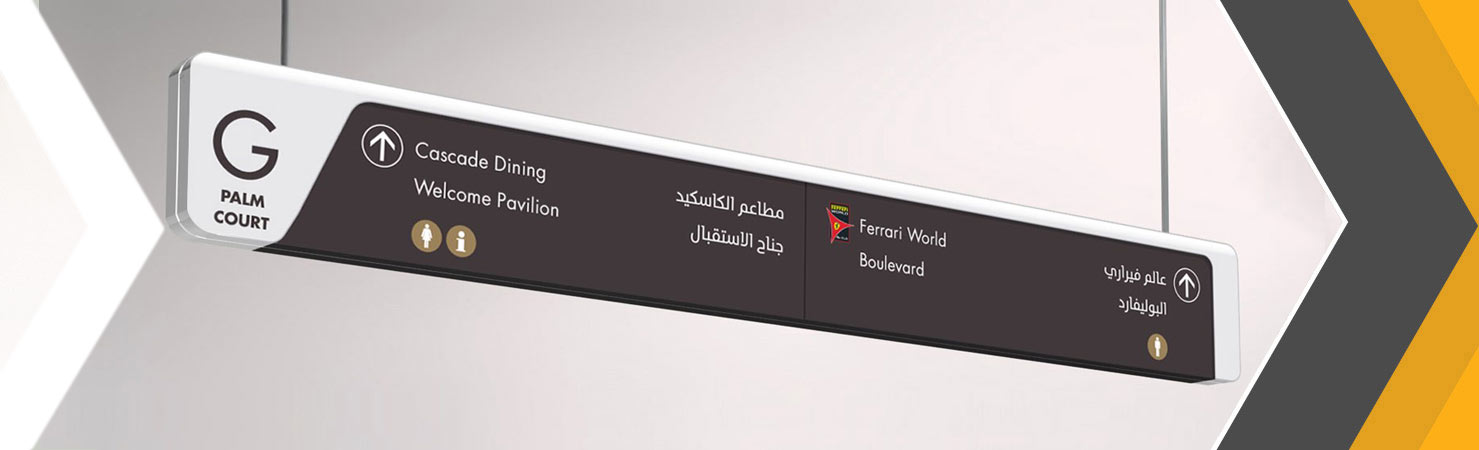 G
PALM
COURT
Cascade Dining
Welcome Pavilion
مطاعم الكاسكيد
جناح الاستقبال
Ferrari World
Boulevard
عالم فيراري
البوليفارد